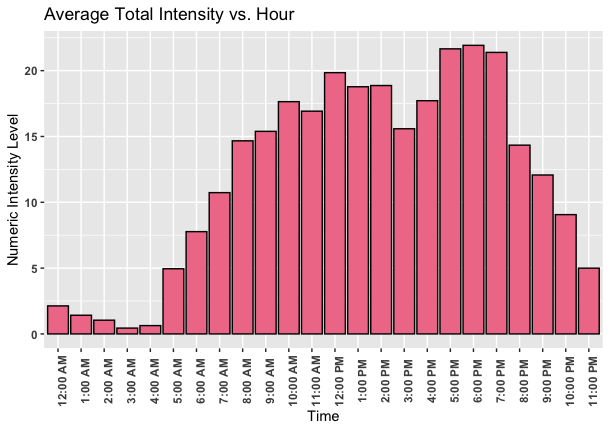 Average Total Intensity vs. Hour
Numeric Intensity Level
20
15
10
5
0
12:00 AM
1:00 AM
2:00 AM
3:00 AM
4:00 AM
5:00 AM
6:00 AM
7:00 AM
8:00 AM
9:00 AM
10:00 AM
11:00 AM
12:00 PM
1:00 PM
2:00 PM
3:00 PM
4:00 PM
5:00 PM
6:00 PM
7:00 PM
8:00 PM
9:00 PM
10:00 PM
11:00 PM
Time